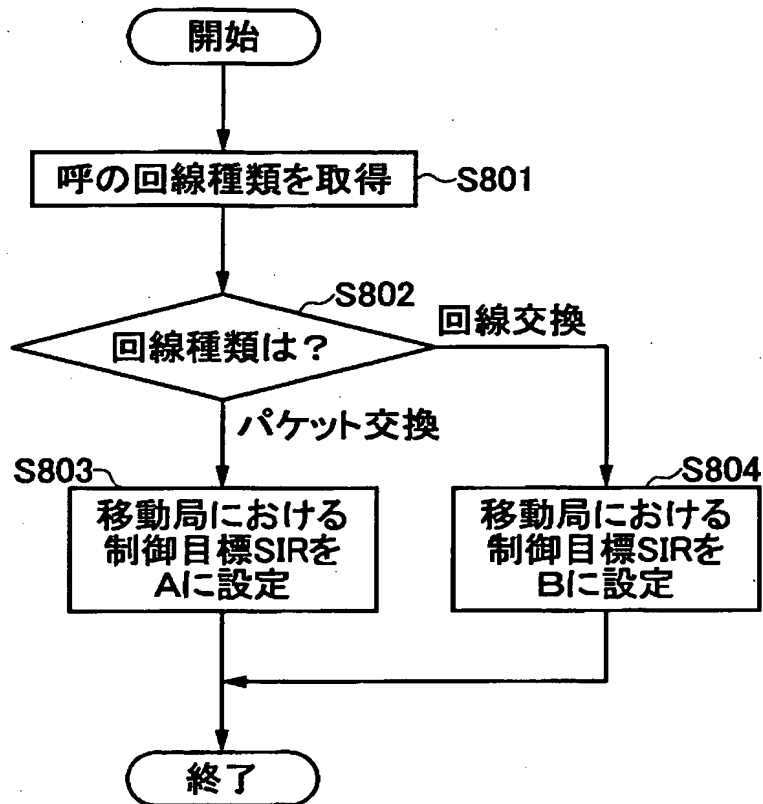 開始
呼の回線種類を取得
S801
S802
回線種類は？
回線交換
パケット交換
S803
移動局における
制御目標SIRを
Aに設定
S804
移動局における
制御目標SIRを
Bに設定
終了